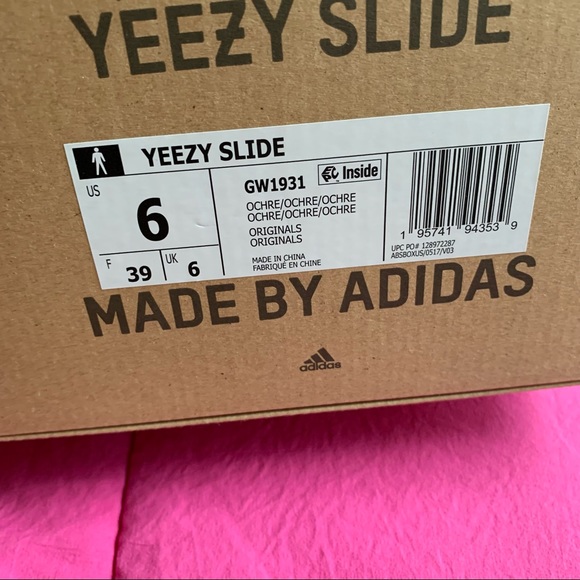 YEEZY SLIDE
YEEZY SLIDE
US
6
F
39
UK
6
GW1931
Inside
OCHRE/OCHRE/OCHRE
OCHRE/OCHRE/OCHRE
ORIGINALS
ORIGINALS
MADE IN CHINA
FABRIQUÉ EN CHINE
1 95741 94353 9
UPC PO# 128972287
ABSBOXUS/0517/V03
MADE BY ADIDAS
adidas